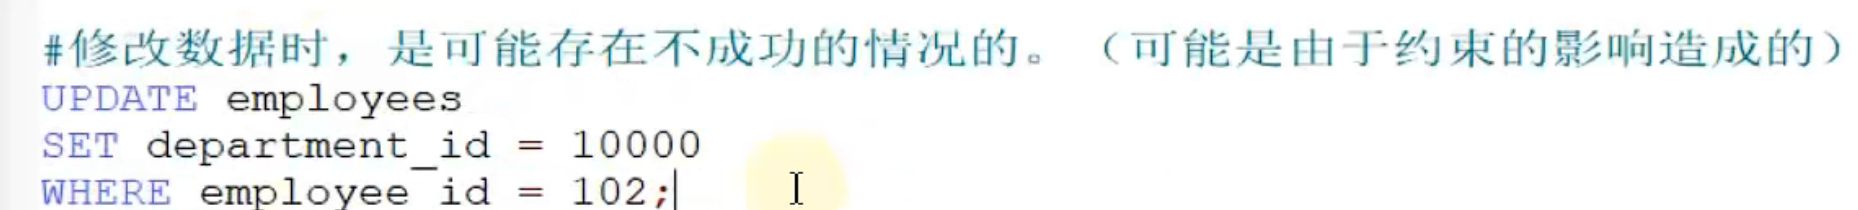 #修改数据时，是可能存在不成功的情况的。（可能是由于约束的影响造成的）
UPDATE employees
SET department_id = 10000
WHERE employee_id = 102;